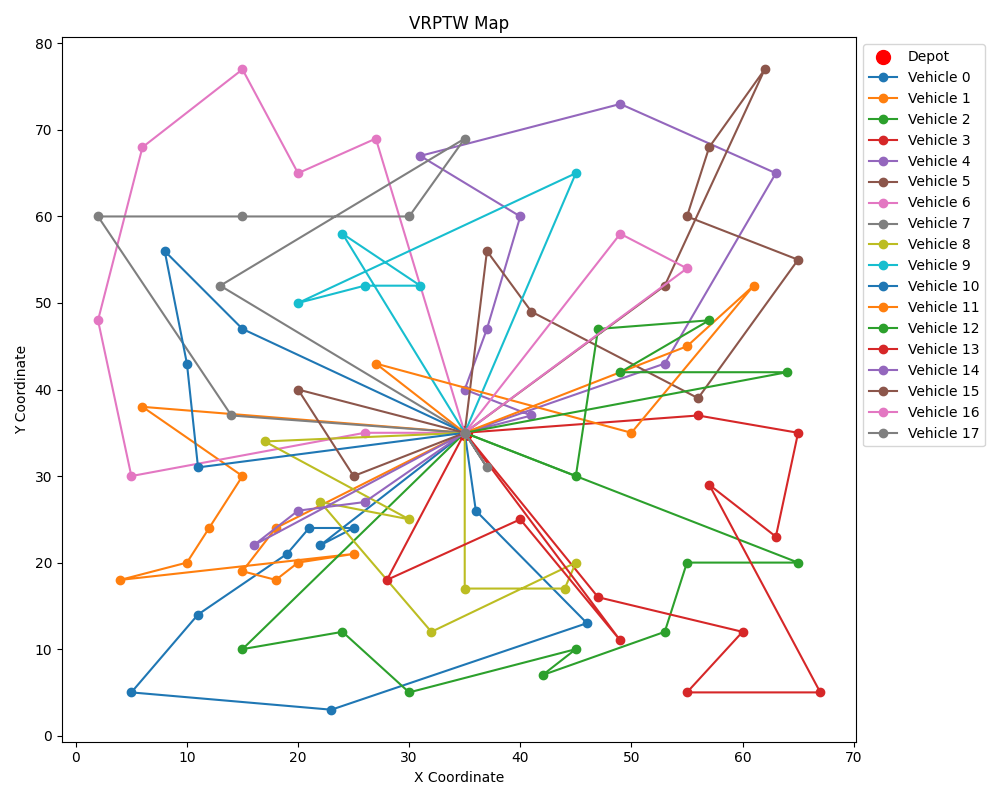 VRPTW Map
Y Coordinate
80
70
60
50
40
30
20
10
0
0 10 20 30 40 50 60 70
X Coordinate
Depot
Vehicle 0
Vehicle 1
Vehicle 2
Vehicle 3
Vehicle 4
Vehicle 5
Vehicle 6
Vehicle 7
Vehicle 8
Vehicle 9
Vehicle 10
Vehicle 11
Vehicle 12
Vehicle 13
Vehicle 14
Vehicle 15
Vehicle 16
Vehicle 17